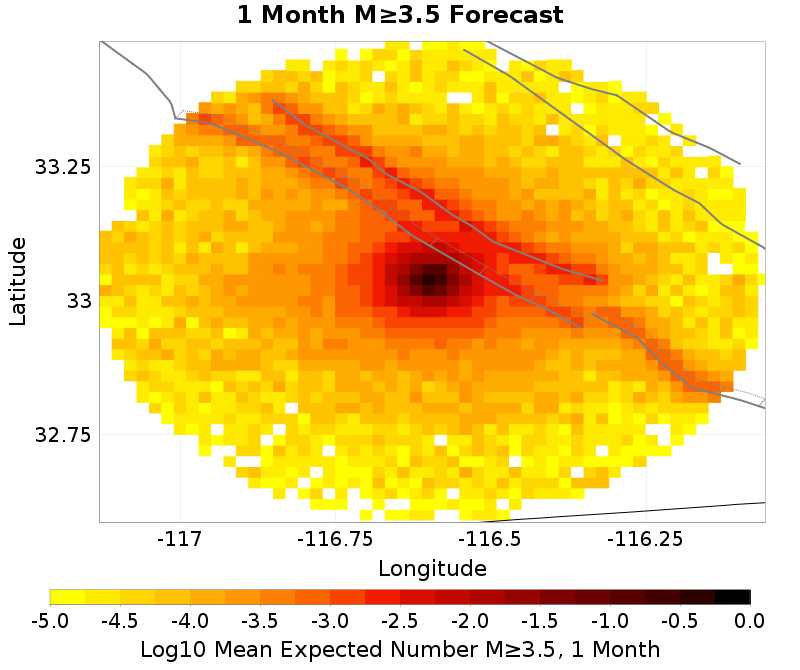 1 Month M≥3.5 Forecast
33.25
33
32.75
Latitude
-117 -116.75 -116.5 -116.25
Longitude
-5.0 -4.5 -4.0 -3.5 -3.0 -2.5 -2.0 -1.5 -1.0 -0.5 0.0
Log10 Mean Expected Number M≥3.5, 1 Month